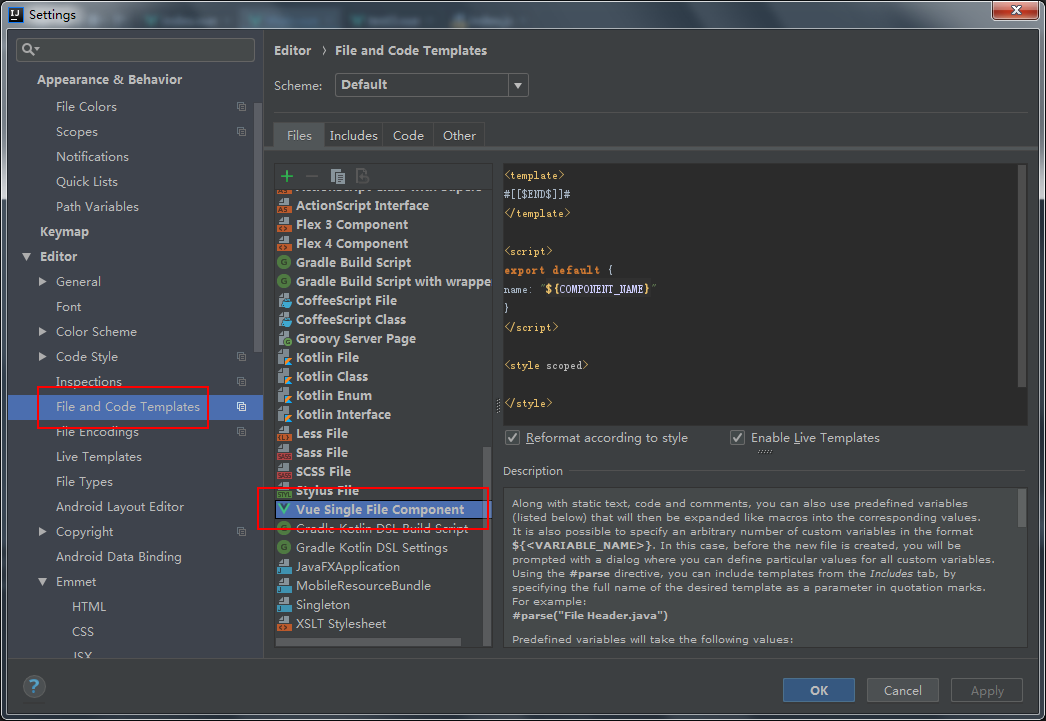 Settings
Appearance & Behavior
File Colors
Scopes
Notifications
Quick Lists
Path Variables
Keymap
Editor
General
Font
Color Scheme
Code Style
Inspections
File and Code Templates
File Encodings
Live Templates
File Types
Android Layout Editor
Copyright
Android Data Binding
Emmet
HTML
CSS
JSX
Editor › File and Code Templates
Scheme: Default
Files Includes Code Other
ActionScript Class with Supers
ActionScript Interface
Flex 3 Component
Flex 4 Component
Gradle Build Script
Gradle Build Script with wrappe
CoffeeScript File
CoffeeScript Class
Groovy Server Page
Kotlin File
Kotlin Class
Kotlin Enum
Kotlin Interface
Less File
Sass File
SCSS File
Stylus File
Vue Single File Component
Gradle Kotlin DSL Build Script
Gradle Kotlin DSL Settings
JavaFXApplication
MobileResourceBundle
Singleton
XSLT Stylesheet
<template>
#[[$END$]]#
</template>
<script>
export default {
name: "${COMPONENT_NAME}"
}
</script>
<style scoped>
</style>
Reformat according to style Enable Live Templates
Description
Along with static text, code and comments, you can also use predefined variables
(listed below) that will then be expanded like macros into the corresponding values.
It is also possible to specify an arbitrary number of custom variables in the format
${<VARIABLE_NAME>}. In this case, before the new file is created, you will be
prompted with a dialog where you can define particular values for all custom variables.
Using the #parse directive, you can include templates from the Includes tab, by
specifying the full name of the desired template as a parameter in quotation marks.
For example:
#parse("File Header.java")
Predefined variables will take the following values:
?
OK Cancel Apply